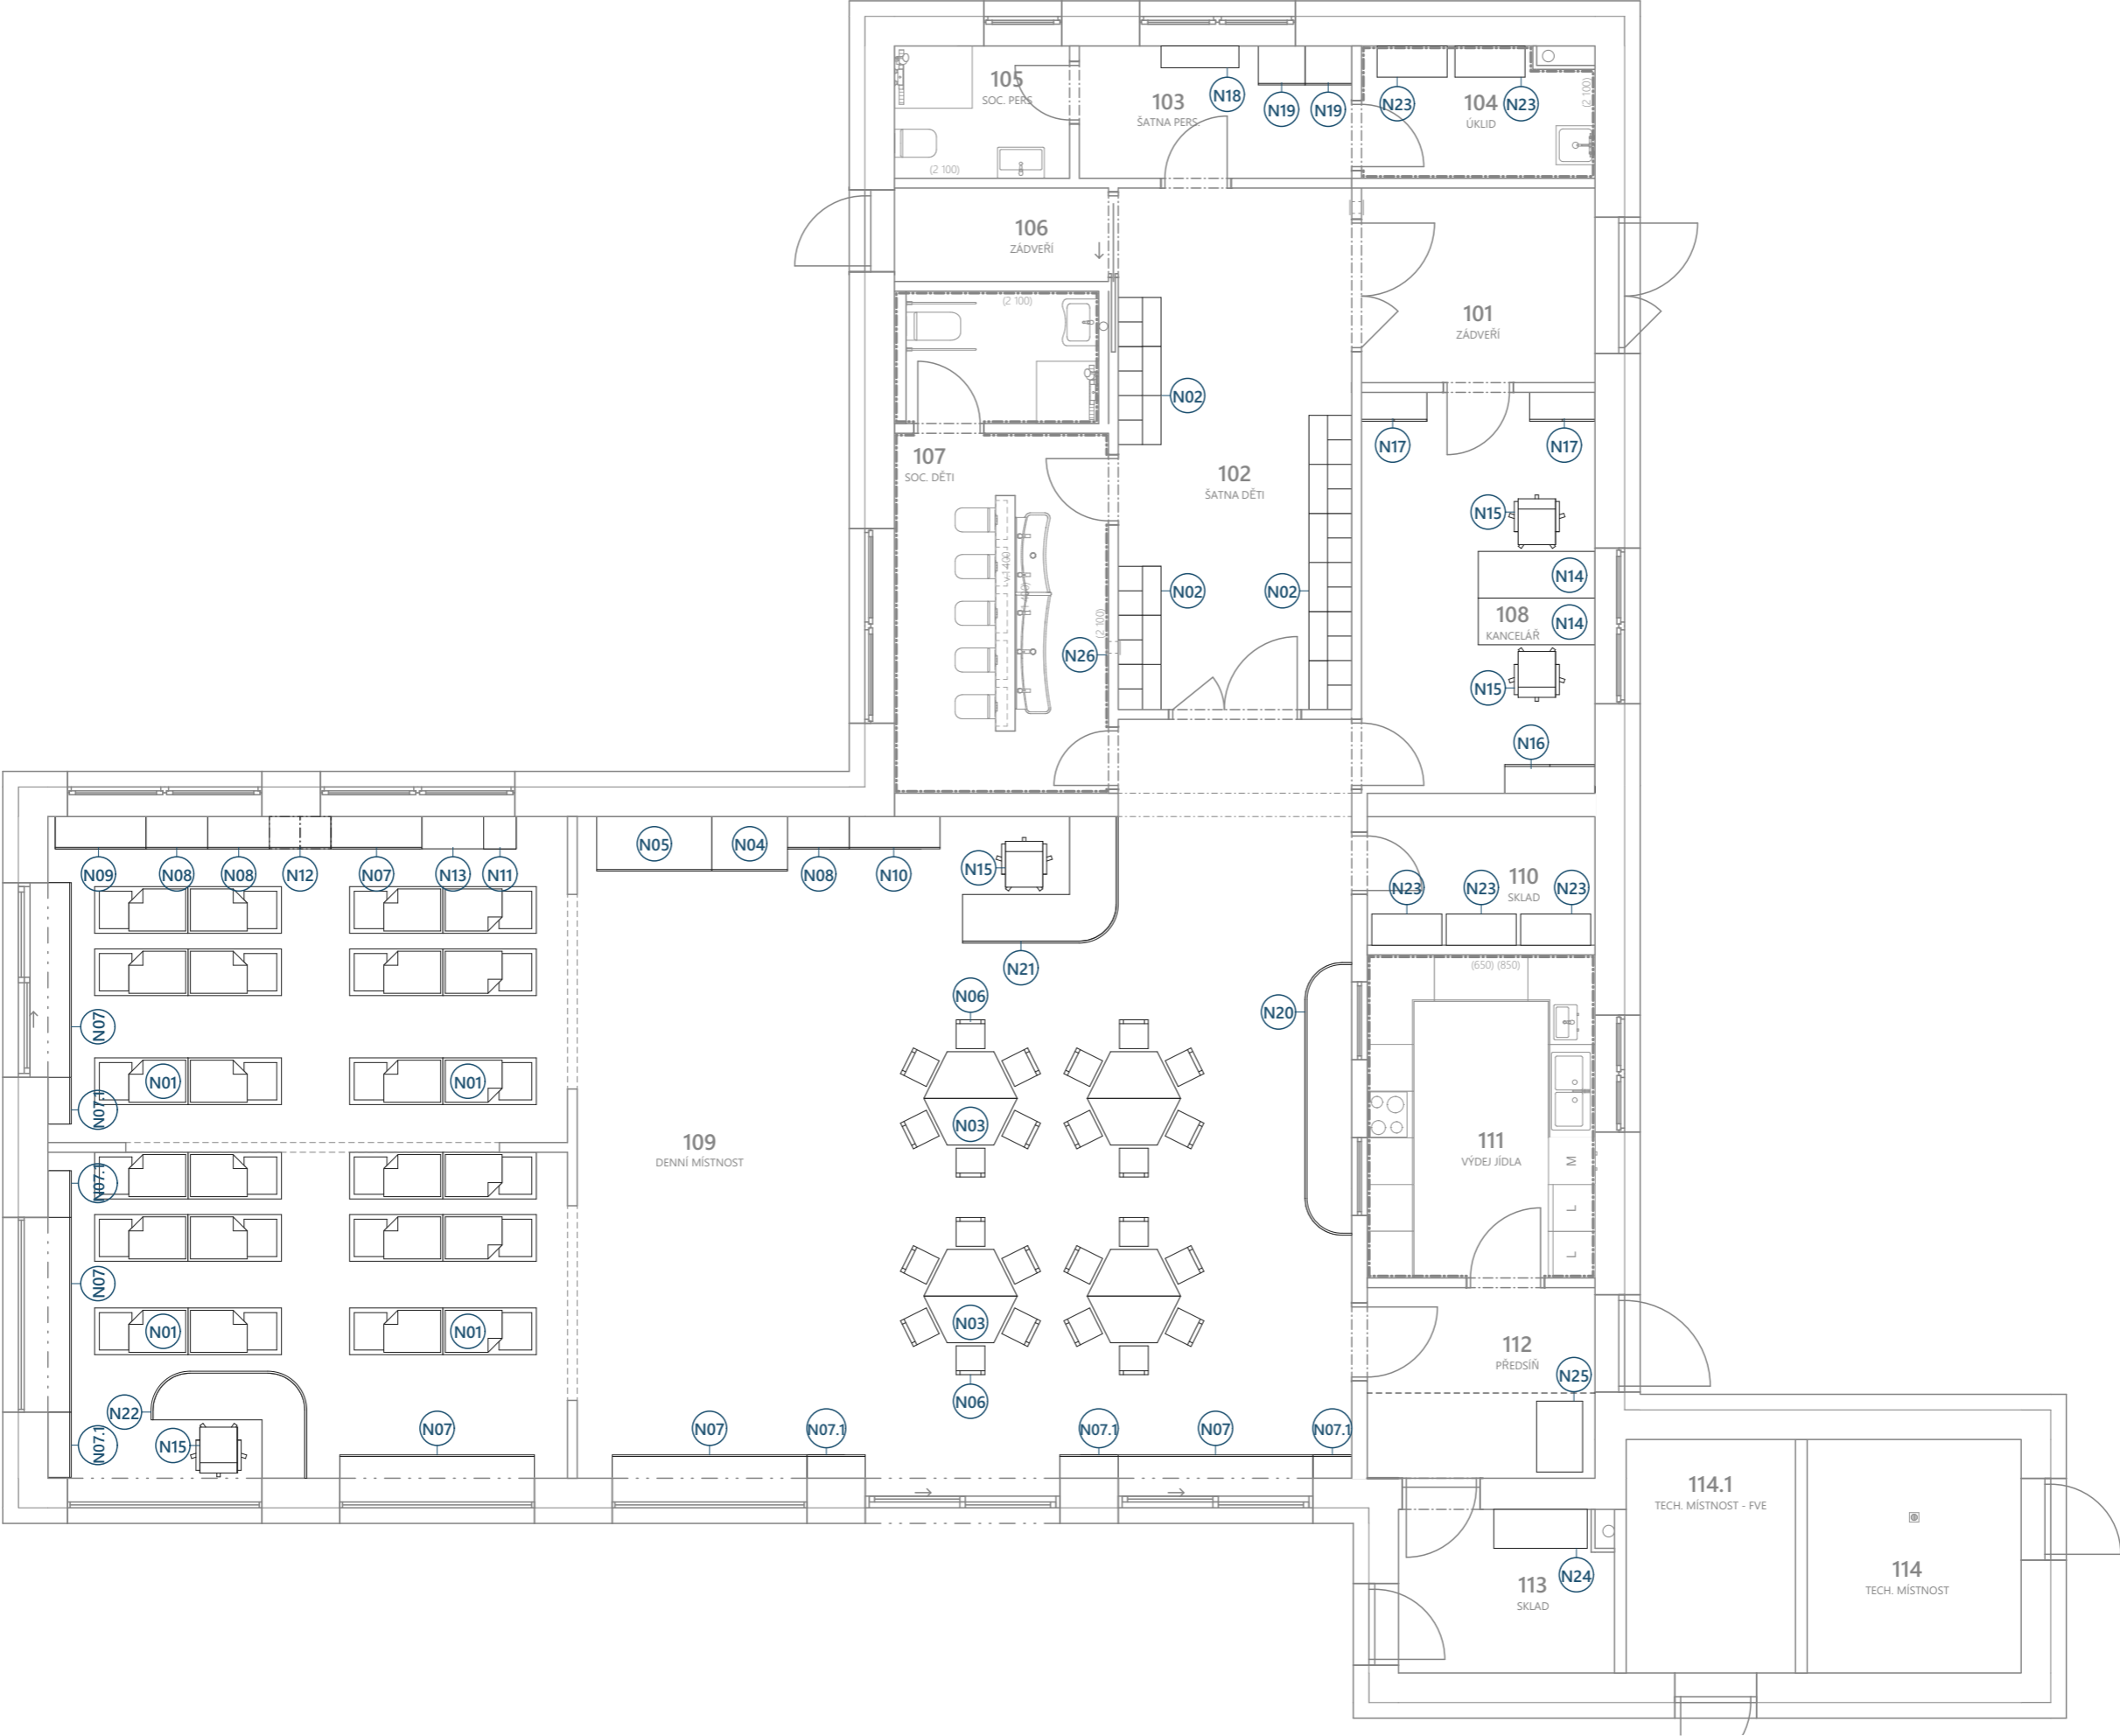 105
SOC. PERS.
(2 100)
103
ŠATNA PERS.
N18
N19
N19
N23
104
ÚKLID
N23
(2 100)
106
ZÁDVEŘÍ
(2 100)
101
ZÁDVEŘÍ
N02
N17
N17
107
SOC. DĚTI
102
ŠATNA DĚTI
N15
N14
N02
N02
108
KANCELÁŘ
N14
(2 100)
N26
N15
N16
N09
N08
N08
N12
N07
N13
N11
N05
N04
N08
N10
N15
N21
N23
N23
110
SKLAD
N23
(650) (850)
N06
N20
N07
N01
N01
N07.1
N03
109
DENNÍ MÍSTNOST
111
VÝDEJ JÍDLA
M
L
L
N07.1
N07
N01
N01
N03
N06
112
PŘEDSÍŇ
N25
N22
N15
N07.1
N07
N07
N07.1
N07.1
N07
N07.1
114.1
TECH. MÍSTNOST - FVE
114
TECH. MÍSTNOST
113
SKLAD
N24